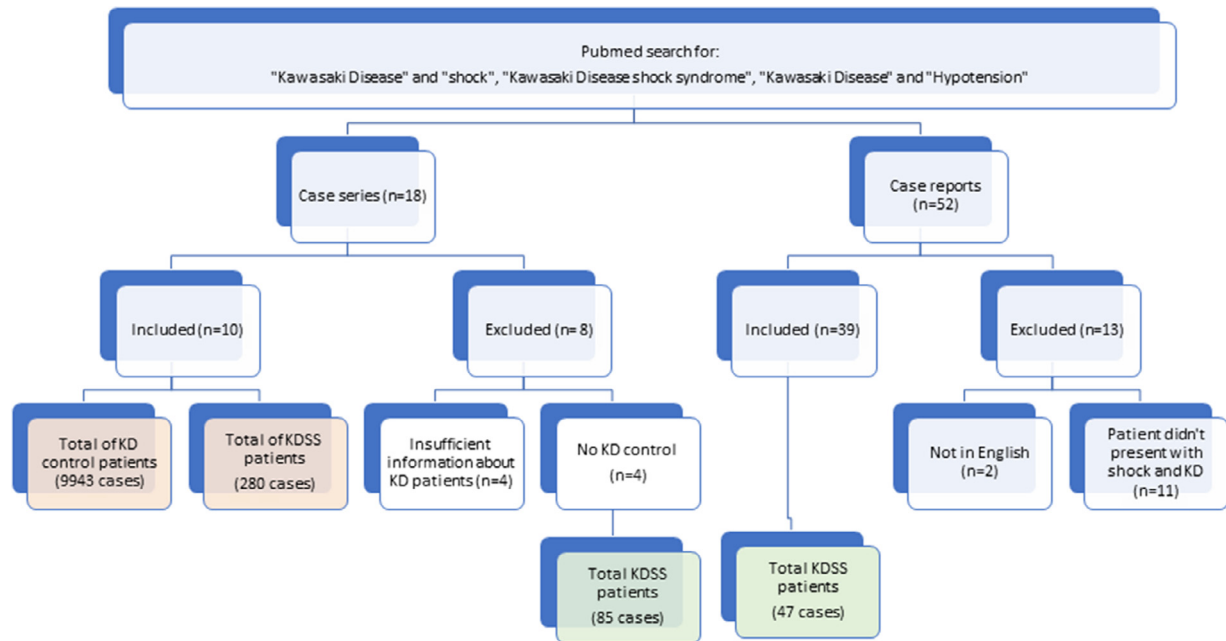 Pubmed search for:
"Kawasaki Disease" and "shock", "Kawasaki Disease shock syndrome", "Kawasaki Disease" and "Hypotension"
Case series (n=18)
Case reports
(n=52)
Included (n=10)
Excluded (n= 8)
Included (n=39)
Excluded (n=13)
Total of KD
control patients
(9943 cases)
Total of KDSS
patients
(280 cases)
Insufficient
information about
KD patients (n=4)
No KD control
(n=4)
Not in English
(n=2)
Patient didn't
present with
shock and KD
(n=11)
Total KDSS
patients
(85 cases)
Total KDSS
patients
(47 cases)